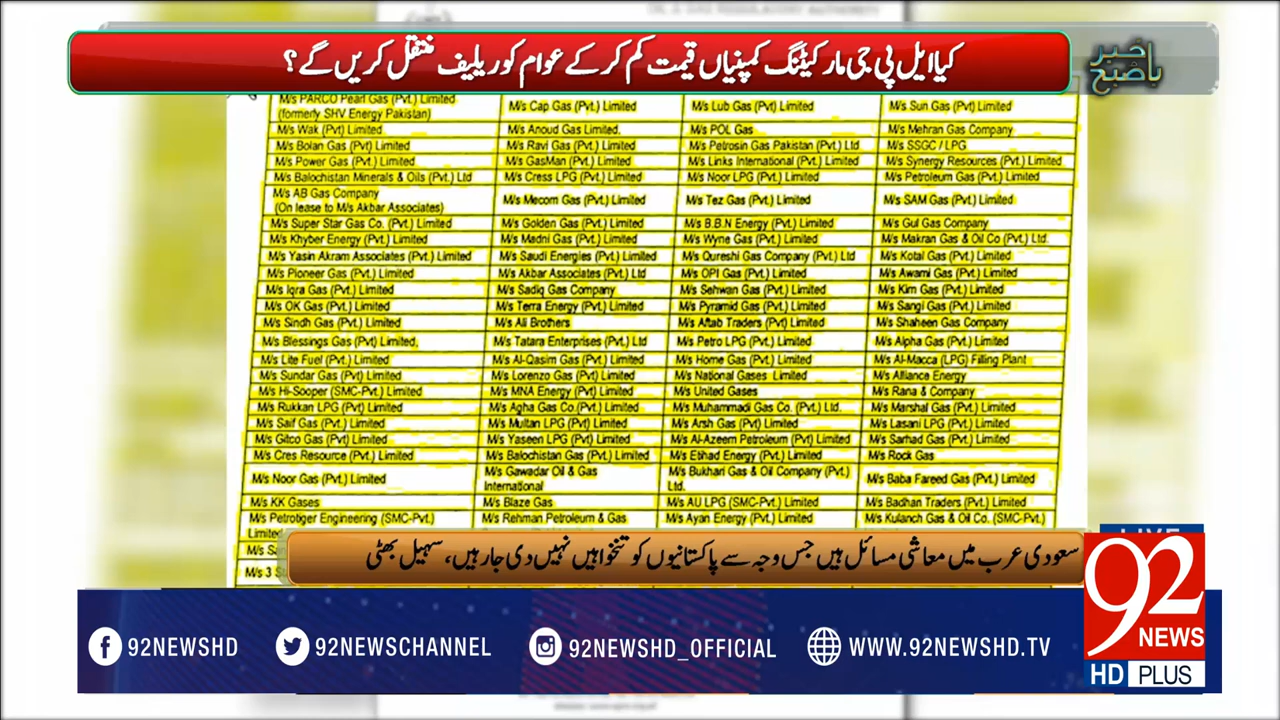 کیا ایل پی جی مارکیٹنگ کمپنیاں قیمت کم کر کے عوام کو ریلیف منتقل کریں گے؟
باخبر صبح
M/s PARCO Pearl Gas (Pvt.) Limited (formerly SHV Energy Pakistan) M/s Cap Gas (Pvt.) Limited M/s Lub Gas (Pvt) Limited M/s Sun Gas (Pvt) Limited
M/s Wak (Pvt) Limited M/s Anoud Gas Limited. M/s POL Gas M/s Mehran Gas Company
M/s Bolan Gas (Pvt) Limited M/s Ravi Gas (Pvt.) Limited M/s Petrosin Gas Pakistan (Pvt.) Ltd M/s SSGC / LPG
M/s Power Gas (Pvt.) Limited M/s GasMan (Pvt.) Limited M/s Links International (Pvt.) Limited M/s Synergy Resources (Pvt.) Limited
M/s Balochistan Minerals & Oils (Pvt.) Ltd M/s Cress LPG (Pvt.) Limited M/s Noor LPG (Pvt.) Limited M/s Petroleum Gas (Pvt.) Limited
M/s AB Gas Company (On lease to M/s Akbar Associates) M/s Mecom Gas (Pvt.) Limited M/s Tez Gas (Pvt.) Limited M/s SAM Gas (Pvt.) Limited
M/s Super Star Gas Co. (Pvt.) Limited M/s Golden Gas (Pvt.) Limited M/s B.B.N Energy (Pvt.) Limited M/s Gul Gas Company
M/s Khyber Energy (Pvt.) Limited M/s Madni Gas (Pvt.) Limited M/s Wyne Gas (Pvt.) Limited M/s Makran Gas & Oil Co (Pvt.) Ltd.
M/s Yasin Akram Associates (Pvt.) Limited M/s Saudi Energies (Pvt.) Limited M/s Qureshi Gas Company (Pvt.) Ltd M/s Kotal Gas (Pvt.) Limited
M/s Pioneer Gas (Pvt.) Limited M/s Akbar Associates (Pvt.) Ltd M/s OPI Gas (Pvt.) Limited M/s Awami Gas (Pvt.) Limited
M/s Iqra Gas (Pvt.) Limited M/s Sadiq Gas Company M/s Sehwan Gas (Pvt.) Limited M/s Kim Gas (Pvt.) Limited
M/s OK Gas (Pvt.) Limited M/s Terra Energy (Pvt.) Limited M/s Pyramid Gas (Pvt.) Limited M/s Sangi Gas (Pvt.) Limited
M/s Sindh Gas (Pvt) Limited M/s Ali Brothers M/s Aftab Traders (Pvt.) Limited M/s Shaheen Gas Company
M/s Blessings Gas (Pvt) Limited, M/s Tatara Enterprises (Pvt.) Ltd M/s Petro LPG (Pvt.) Limited M/s Alpha Gas (Pvt.) Limited
M/s Lite Fuel (Pvt.) Limited M/s Al-Qasim Gas (Pvt.) Limited M/s Home Gas (Pvt.) Limited M/s Al-Macca (LPG) Filling Plant
M/s Sundar Gas (Pvt) Limited M/s Lorenzo Gas (Pvt) Limited M/s National Gases Limited M/s Alliance Energy
M/s Hi-Sooper (SMC-Pvt.) Limited M/s MNA Energy (Pvt) Limited M/s United Gases M/s Rana & Company
M/s Rukkan LPG (Pvt) Limited M/s Agha Gas Co.(Pvt.) Limited M/s Muhammadi Gas Co. (Pvt.) Ltd. M/s Marshal Gas (Pvt.) Limited
M/s Saif Gas (Pvt.) Limited M/s Multan LPG (Pvt) Limited M/s Arsh Gas (Pvt.) Limited M/s Lasani LPG (Pvt.) Limited
M/s Gitco Gas (Pvt) Limited M/s Yaseen LPG (Pvt) Limited M/s Al-Azeem Petroleum (Pvt) Limited M/s Sarhad Gas (Pvt.) Limited
M/s Cres Resource (Pvt.) Limited M/s Balochistan Gas (Pvt.) Limited M/s Etihad Energy (Pvt.) Limited M/s Rock Gas
M/s Noor Gas (Pvt.) Limited M/s Gawadar Oil & Gas International M/s Bukhari Gas & Oil Company (Pvt.) Ltd. M/s Baba Fareed Gas (Pvt.) Limited
M/s KK Gases M/s Blaze Gas M/s AU LPG (SMC-Pvt.) Limited M/s Badhan Traders (Pvt.) Limited
M/s Petrotiger Engineering (SMC-Pvt.) M/s Rehman Petroleum & Gas M/s Ayan Energy (Pvt.) Limited M/s Kulanch Gas & Oil Co. (SMC-Pvt.)
سعودی عرب میں معاشی مسائل ہیں جس وجہ سے پاکستانیوں کو تنخواہیں نہیں دی جا رہیں، سہیل بھٹی
LIVE
92 NEWS
HD PLUS
92NEWSHD 92NEWSCHANNEL 92NEWSHD_OFFICIAL WWW.92NEWSHD.TV